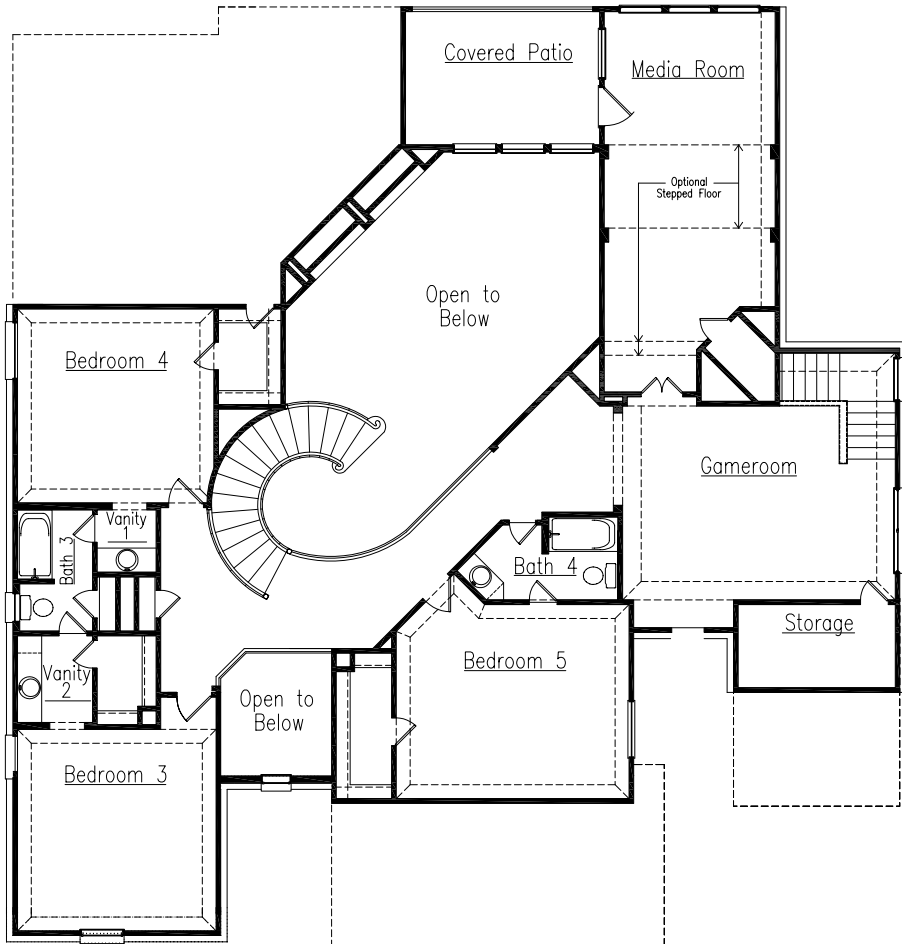 Covered Patio
Media Room
Optional
Stepped Floor
Open to
Below
Bedroom 4
Gameroom
Vanity
1
Bath 3
Bath 4
Storage
Bedroom 5
Vanity
2
Open to
Below
Bedroom 3